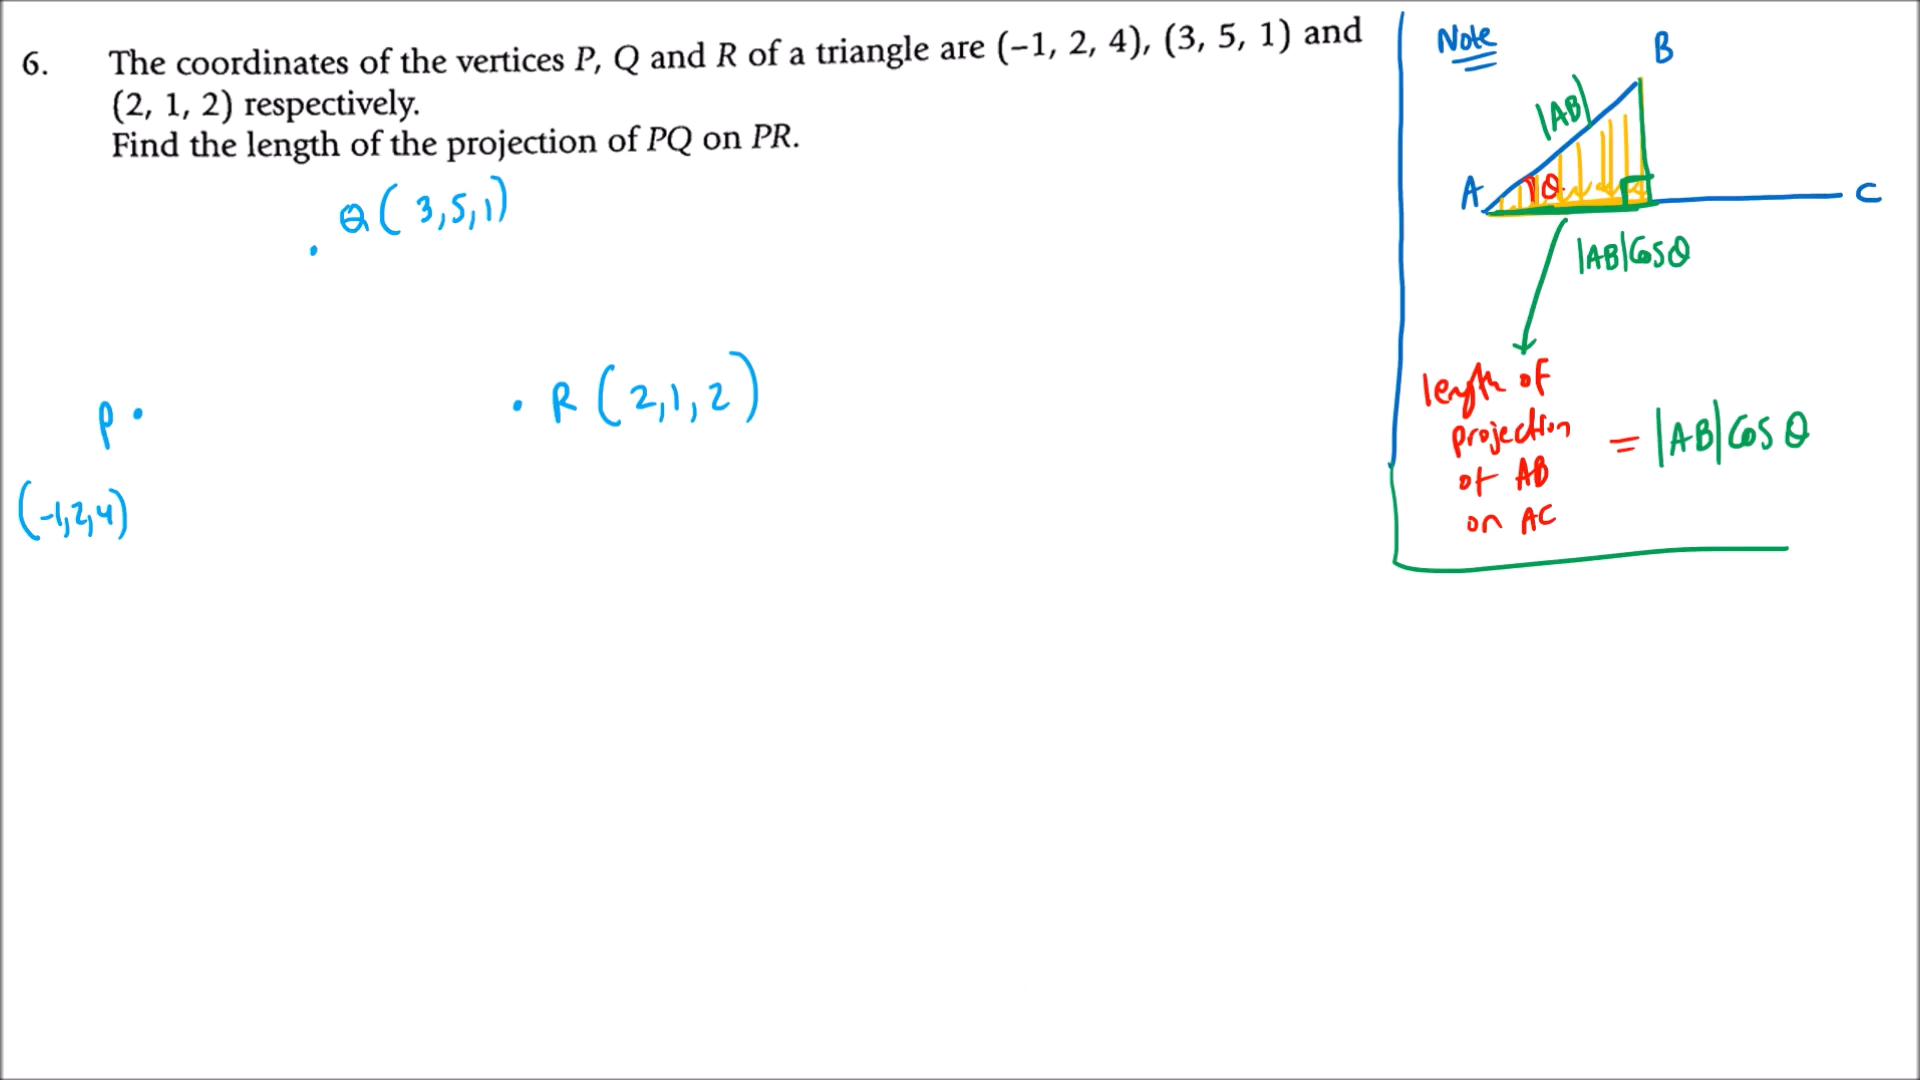 6. The coordinates of the vertices P, Q and R of a triangle are (−1, 2, 4), (3, 5, 1) and
(2, 1, 2) respectively.
Find the length of the projection of PQ on PR.
Q(3,5,1)
P
R(2,1,2)
(-1,2,4)
Note
B
|AB|
A
θ
C
|AB|Cosθ
length of
projection
of AB
on AC
= |AB|Cos θ